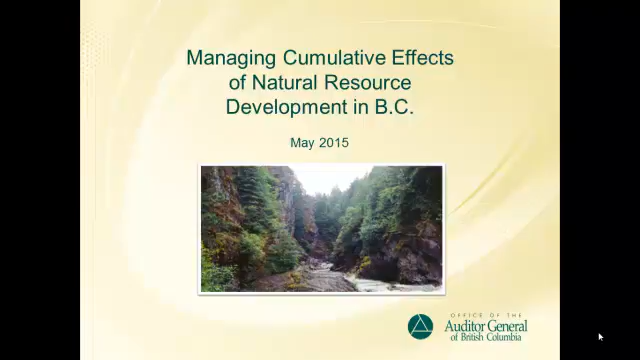 Managing Cumulative Effects
of Natural Resource
Development in B.C.
May 2015
OFFICE OF THE
Auditor General
of British Columbia